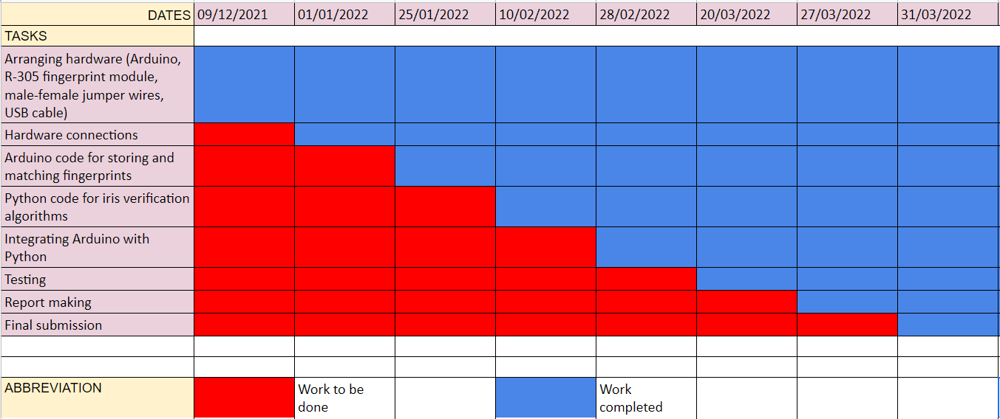 DATES 09/12/2021 01/01/2022 25/01/2022 10/02/2022 28/02/2022 20/03/2022 27/03/2022 31/03/2022
TASKS
Arranging hardware (Arduino,
R-305 fingerprint module,
male-female jumper wires,
USB cable)
Hardware connections
Arduino code for storing and
matching fingerprints
Python code for iris verification
algorithms
Integrating Arduino with
Python
Testing
Report making
Final submission
ABBREVIATION
Work to be
done
Work
completed